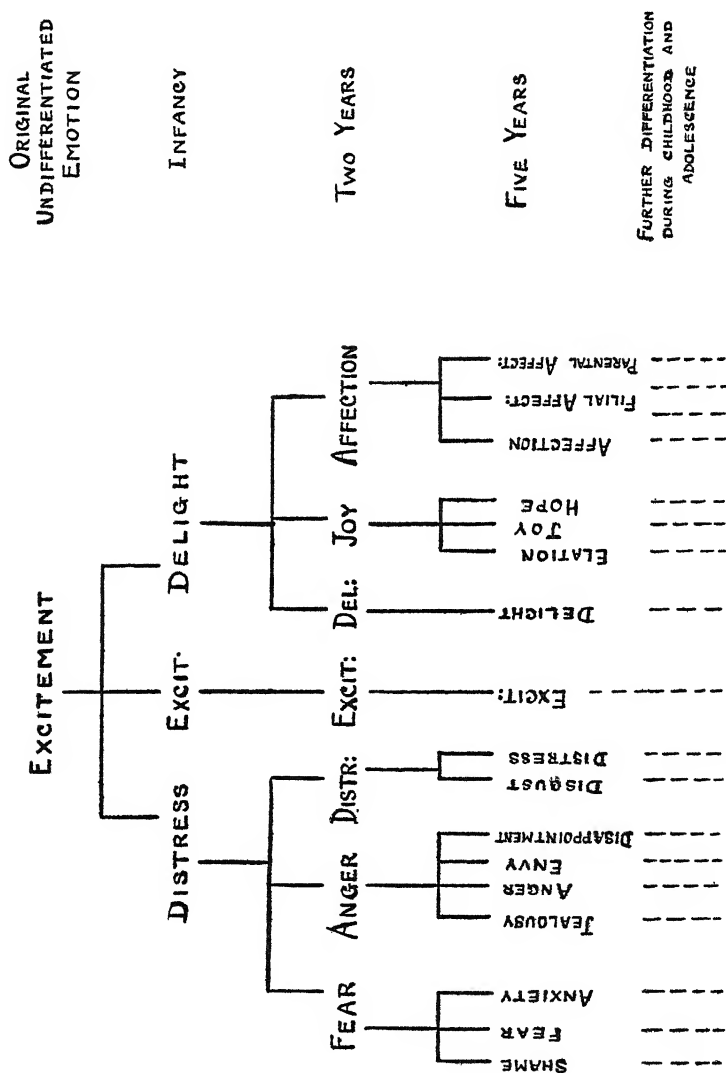 ORIGINAL
UNDIFFERENTIATED
EMOTION
INFANCY
TWO YEARS
FIVE YEARS
FURTHER DIFFERENTIATION
DURING CHILDHOOD AND
ADOLESCENCE
EXCITEMENT
DISTRESS
EXCIT·
DELIGHT
FEAR
ANGER
DISTR:
EXCIT:
DEL:
JOY
AFFECTION
SHAME
FEAR
ANXIETY
JEALOUSY
ANGER
ENVY
DISAPPOINTMENT
DISGUST
DISTRESS
EXCIT:
DELIGHT
ELATION
JOY
HOPE
AFFECTION
FILIAL AFFECT:
PARENTAL AFFECT: